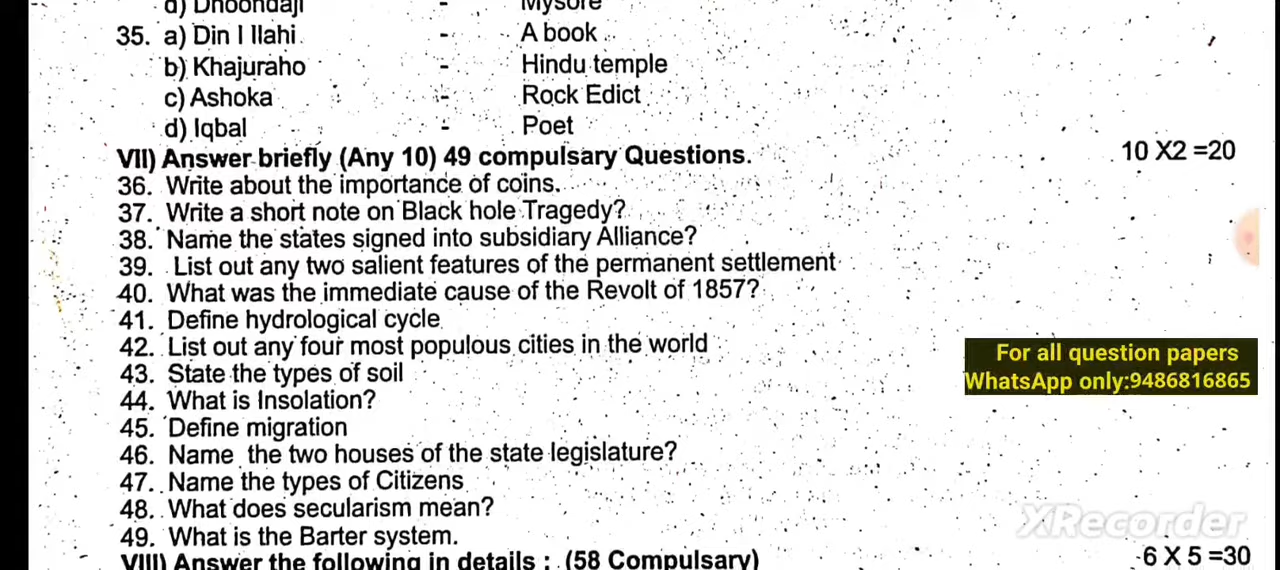 d) Dhoondaji - Mysore
35. a) Din I Ilahi - A book
b) Khajuraho - Hindu temple
c) Ashoka - Rock Edict
d) Iqbal - Poet
VII) Answer briefly (Any 10) 49 compulsary Questions. 10 X2 =20
36. Write about the importance of coins.
37. Write a short note on Black hole Tragedy?
38. Name the states signed into subsidiary Alliance?
39. List out any two salient features of the permanent settlement
40. What was the immediate cause of the Revolt of 1857?
41. Define hydrological cycle
42. List out any four most populous cities in the world
43. State the types of soil
44. What is Insolation?
45. Define migration
46. Name the two houses of the state legislature?
47. Name the types of Citizens
48. What does secularism mean?
49. What is the Barter system.
VIII) Answer the following in details : (58 Compulsary) 6 X 5 =30
For all question papers
WhatsApp only:9486816865
XRecorder